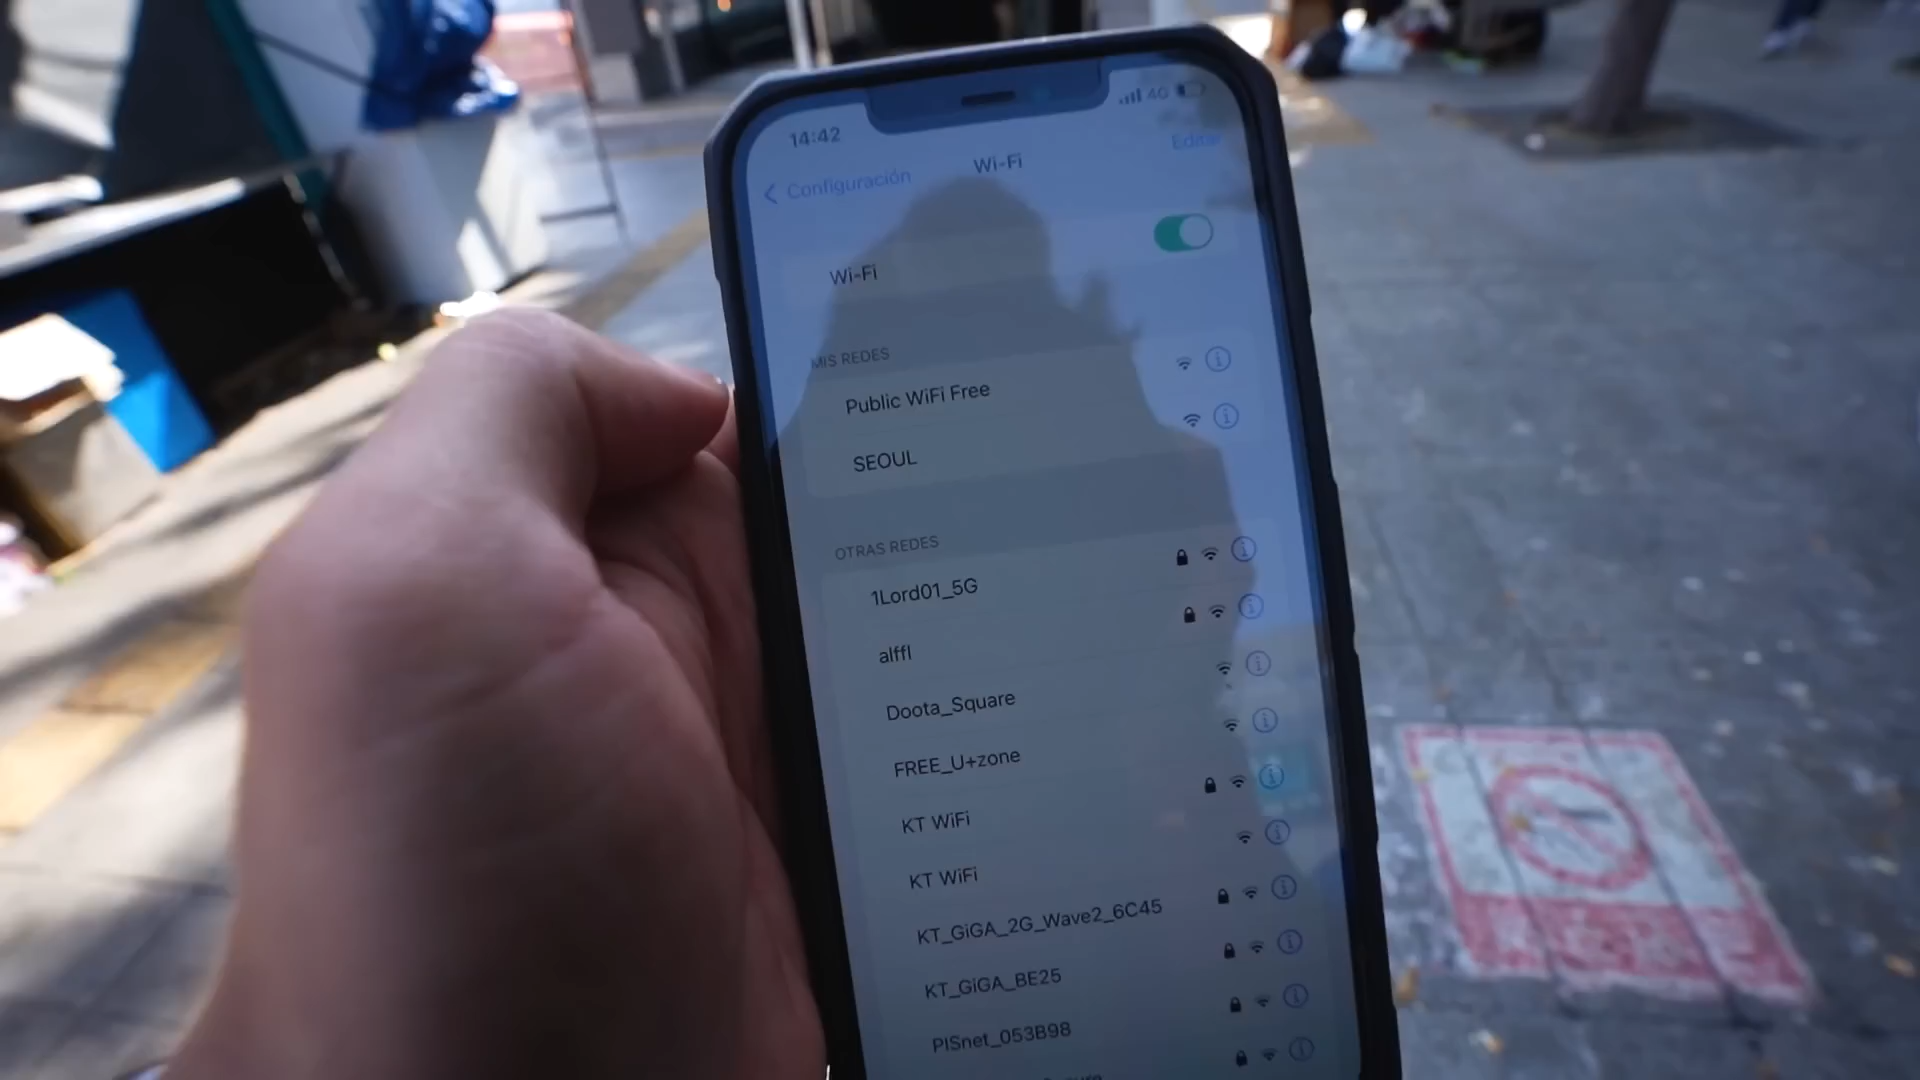 14:42
4G
Configuración
Wi-Fi
Editar
Wi-Fi
MIS REDES
Public WiFi Free
SEOUL
OTRAS REDES
1Lord01_5G
alffl
Doota_Square
FREE_U+zone
KT WiFi
KT WiFi
KT_GiGA_2G_Wave2_6C45
KT_GiGA_BE25
PISnet_053B98